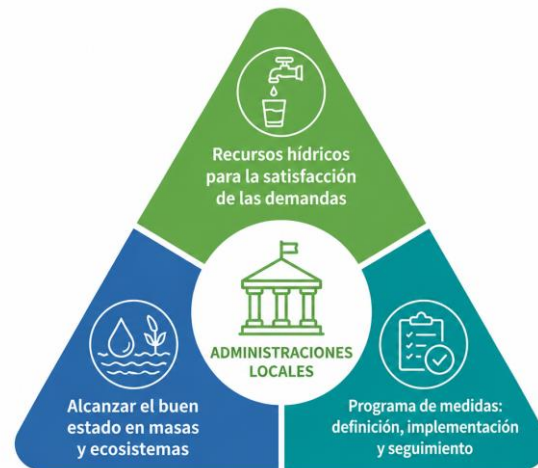 Recursos hídricos
para la satisfacción
de las demandas
ADMINISTRACIONES
LOCALES
Alcanzar el buen
estado en masas
y ecosistemas
Programa de medidas:
definición, implementación
y seguimiento